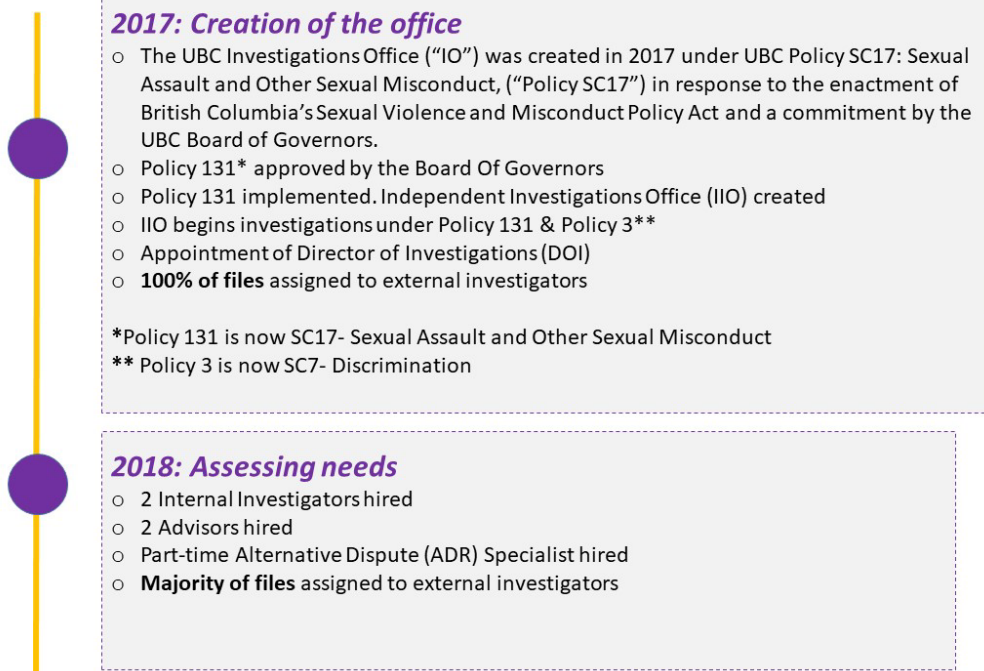 2017: Creation of the office
o The UBC Investigations Office (“IO”) was created in 2017 under UBC Policy SC17: Sexual
Assault and Other Sexual Misconduct, (“Policy SC17”) in response to the enactment of
British Columbia’s Sexual Violence and Misconduct Policy Act and a commitment by the
UBC Board of Governors.
o Policy 131* approved by the Board Of Governors
o Policy 131 implemented. Independent Investigations Office (IIO) created
o IIO begins investigations under Policy 131 & Policy 3**
o Appointment of Director of Investigations (DOI)
o 100% of files assigned to external investigators
*Policy 131 is now SC17- Sexual Assault and Other Sexual Misconduct
** Policy 3 is now SC7- Discrimination
2018: Assessing needs
o 2 Internal Investigators hired
o 2 Advisors hired
o Part-time Alternative Dispute (ADR) Specialist hired
o Majority of files assigned to external investigators